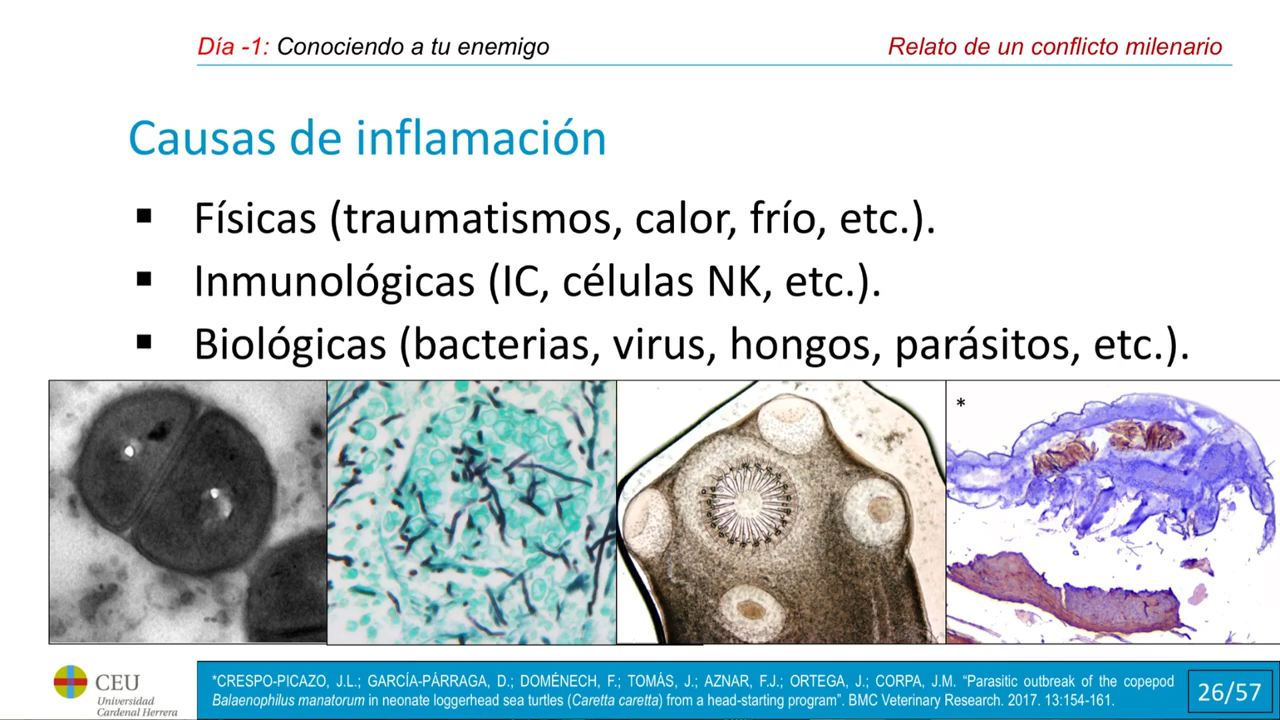 Día -1: Conociendo a tu enemigo
Relato de un conflicto milenario
Causas de inflamación
▪ Físicas (traumatismos, calor, frío, etc.).
▪ Inmunológicas (IC, células NK, etc.).
▪ Biológicas (bacterias, virus, hongos, parásitos, etc.).
*
CEU
Universidad
Cardenal Herrera
*CRESPO-PICAZO, J.L.; GARCÍA-PÁRRAGA, D.; DOMÉNECH, F.; TOMÁS, J.; AZNAR, F.J.; ORTEGA, J.; CORPA, J.M. “Parasitic outbreak of the copepod
Balaenophilus manatorum in neonate loggerhead sea turtles (Caretta caretta) from a head-starting program”. BMC Veterinary Research. 2017. 13:154-161.
26/57